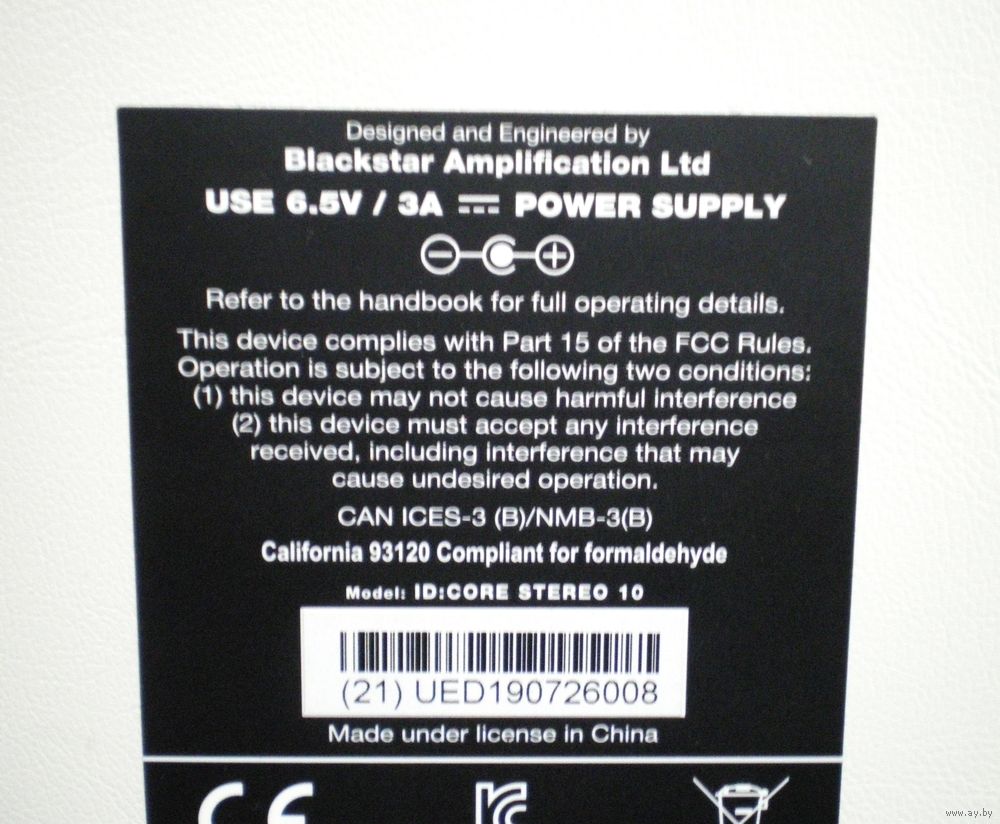 Designed and Engineered by
Blackstar Amplification Ltd
USE 6.5V / 3A ⎓ POWER SUPPLY
Refer to the handbook for full operating details.
This device complies with Part 15 of the FCC Rules.
Operation is subject to the following two conditions:
(1) this device may not cause harmful interference
(2) this device must accept any interference
received, including interference that may
cause undesired operation.
CAN ICES-3 (B)/NMB-3(B)
California 93120 Compliant for formaldehyde
Model: ID:CORE STEREO 10
(21) UED190726008
Made under license in China
CE
www.ay.by